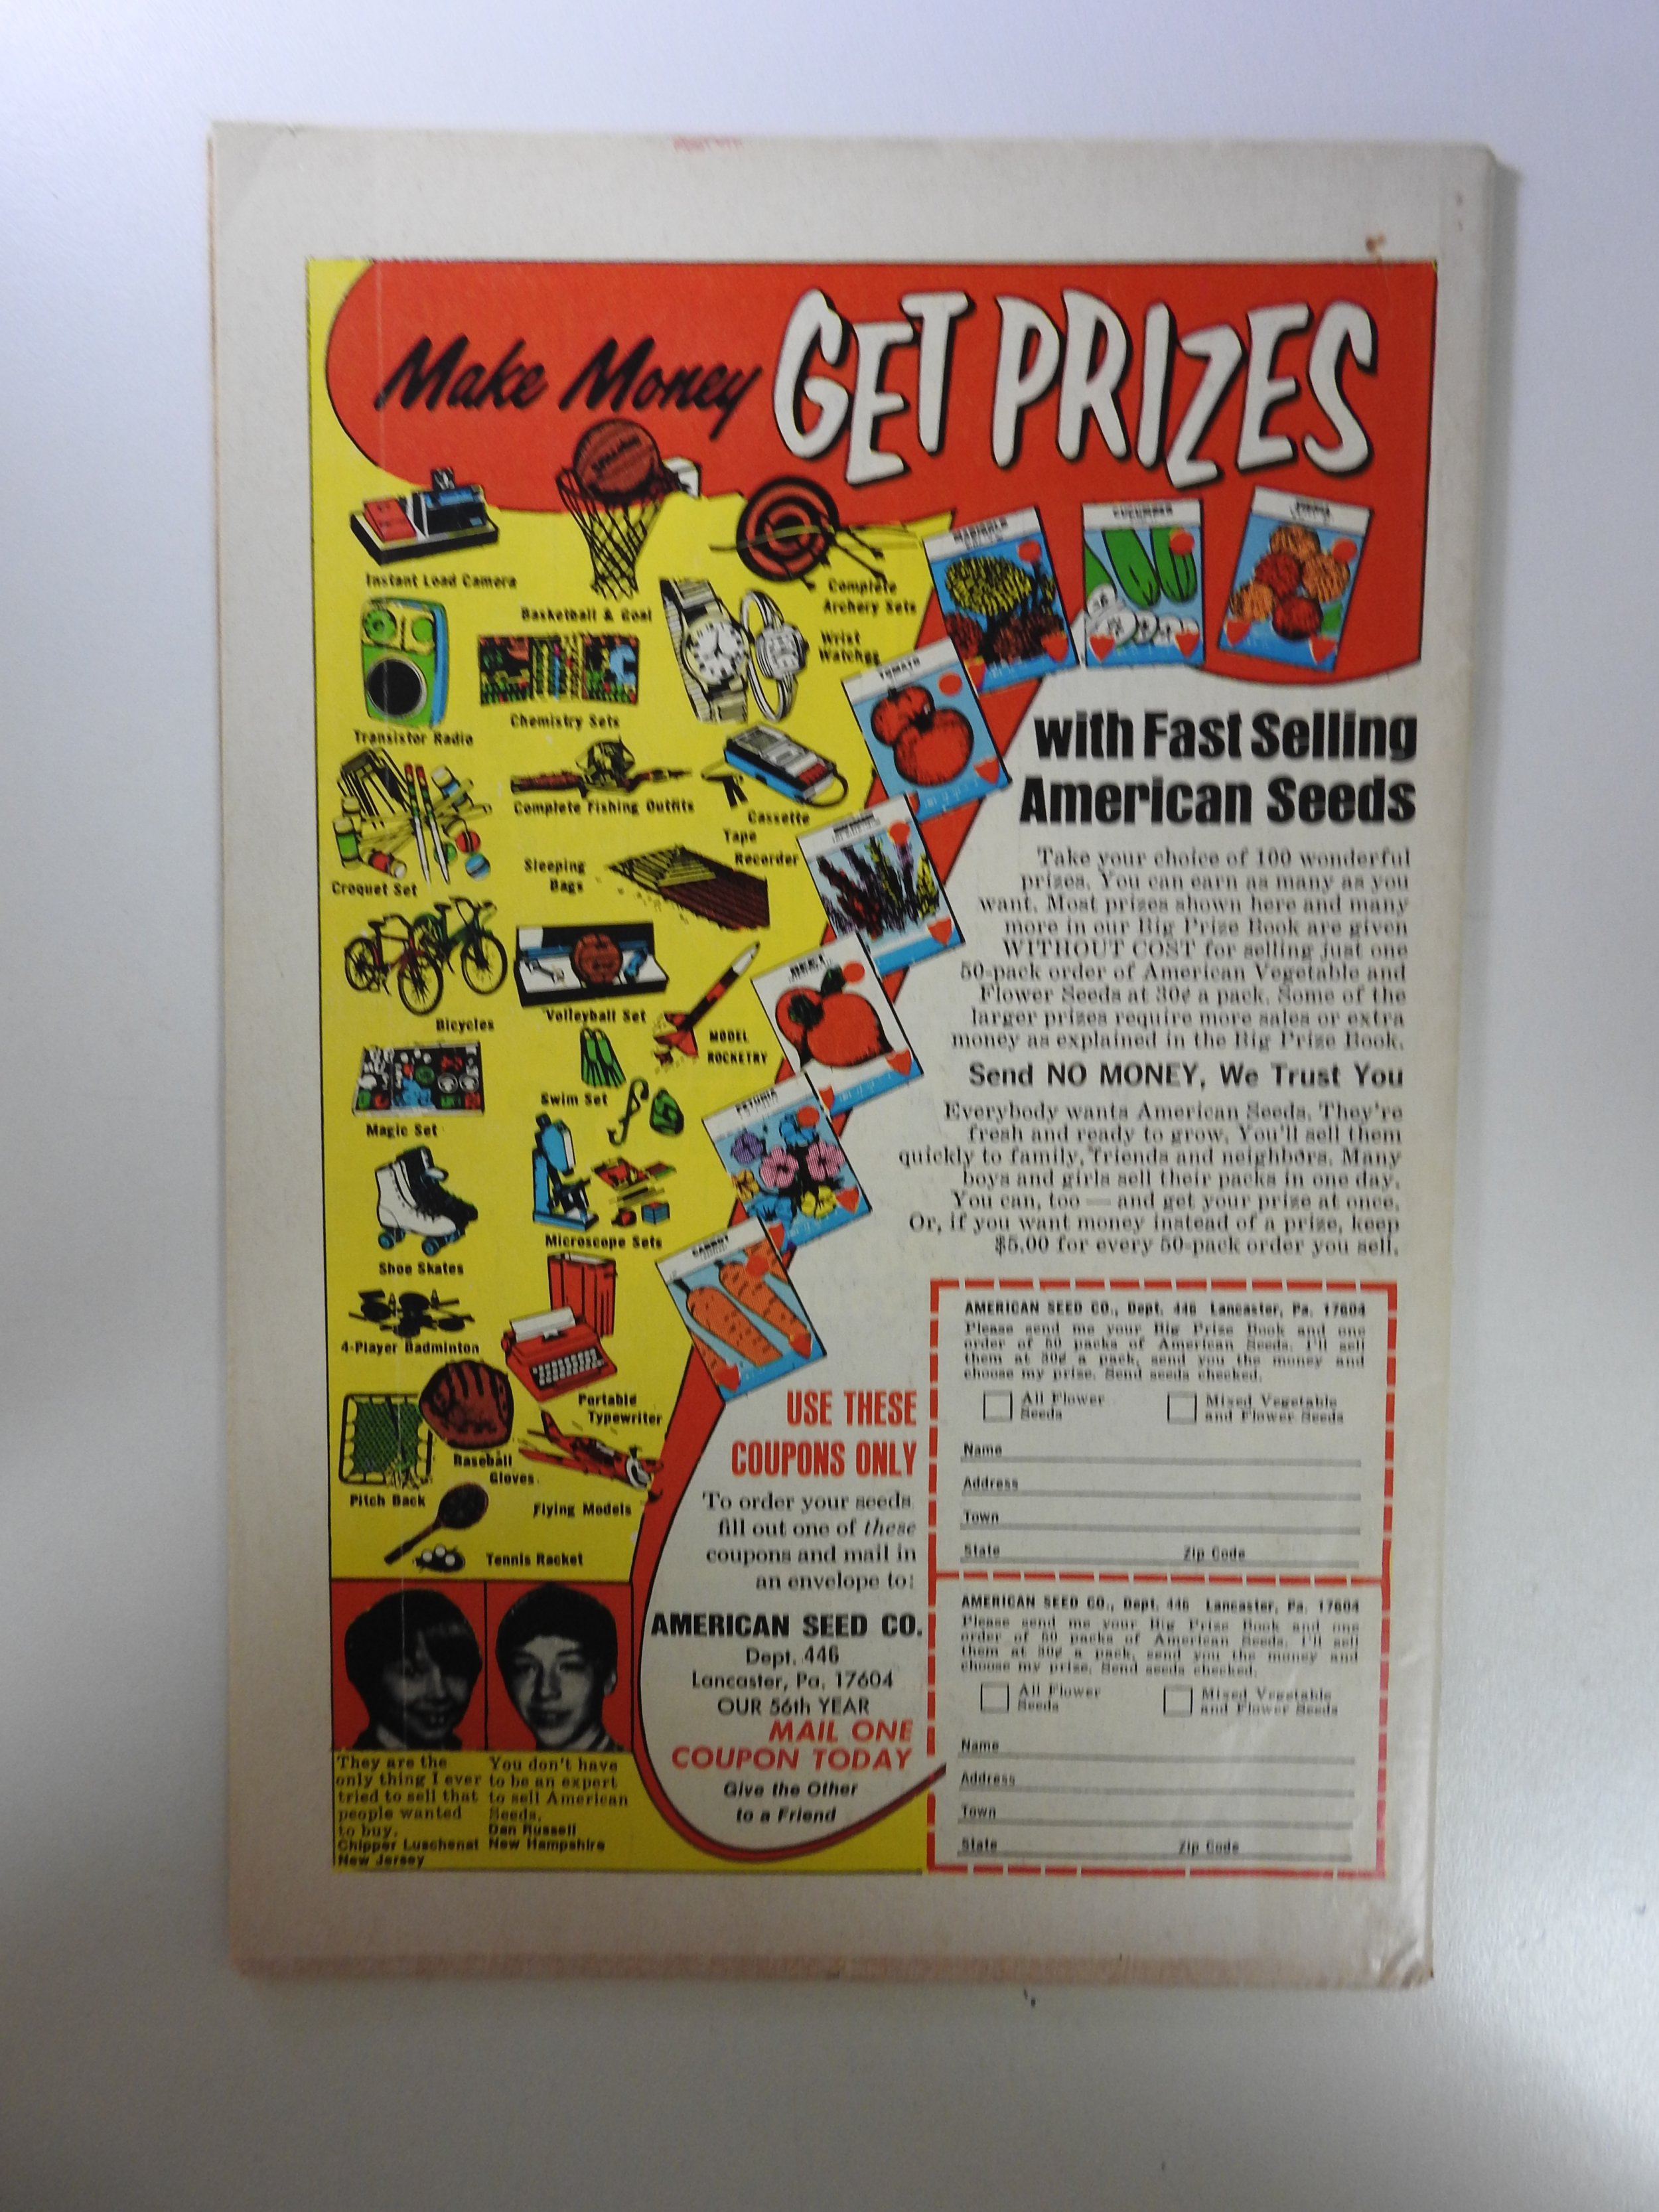 Make Money GET PRIZES
SPALDING
Instant Load Camera
Basketball & Goal
Complete
Archery Sets
Wrist
Watches
Transistor Radio
Chemistry Sets
Complete Fishing Outfits
Cassette
Tape
Recorder
Croquet Set
Sleeping
Bags
Bicycles
Volleyball Set
MODEL
ROCKETRY
Magic Set
Swim Set
Shoe Skates
Microscope Sets
4-Player Badminton
Portable
Typewriter
Pitch Back
Baseball
Gloves
Flying Models
Tennis Racket
MARIGOLD
CUCUMBER
ZINNIA
TOMATO
BEET
PETUNIA
CARROT
with Fast Selling
American Seeds
Take your choice of 100 wonderful
prizes. You can earn as many as you
want. Most prizes shown here and many
more in our Big Prize Book are given
WITHOUT COST for selling just one
50-pack order of American Vegetable and
Flower Seeds at 30¢ a pack. Some of the
larger prizes require more sales or extra
money as explained in the Big Prize Book.
Send NO MONEY, We Trust You
Everybody wants American Seeds. They're
fresh and ready to grow. You'll sell them
quickly to family, friends and neighbors. Many
boys and girls sell their packs in one day.
You can, too — and get your prize at once.
Or, if you want money instead of a prize, keep
$5.00 for every 50-pack order you sell.
USE THESE
COUPONS ONLY
To order your seeds
fill out one of these
coupons and mail in
an envelope to:
AMERICAN SEED CO.
Dept. 446
Lancaster, Pa. 17604
OUR 56th YEAR
MAIL ONE
COUPON TODAY
Give the Other
to a Friend
AMERICAN SEED CO., Dept. 446 Lancaster, Pa. 17604
Please send me your Big Prize Book and one
order of 50 packs of American Seeds. I'll sell
them at 30¢ a pack, send you the money and
choose my prize. Send seeds checked.
All Flower
Seeds
Mixed Vegetable
and Flower Seeds
Name
Address
Town
State Zip Code
AMERICAN SEED CO., Dept. 446 Lancaster, Pa. 17604
Please send me your Big Prize Book and one
order of 50 packs of American Seeds. I'll sell
them at 30¢ a pack, send you the money and
choose my prize. Send seeds checked.
All Flower
Seeds
Mixed Vegetable
and Flower Seeds
Name
Address
Town
State Zip Code
They are the
only thing I ever
tried to sell that
people wanted
to buy.
Chipper Luschenat
New Jersey
You don't have
to be an expert
to sell American
Seeds.
Dan Russell
New Hampshire